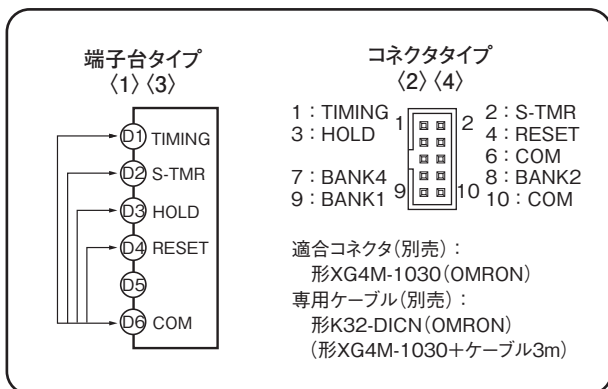 端子台タイプ
〈1〉〈3〉
D1 TIMING
D2 S-TMR
D3 HOLD
D4 RESET
D5
D6 COM
コネクタタイプ
〈2〉〈4〉
1：TIMING 1 2 2：S-TMR
3：HOLD 4：RESET
6：COM
7：BANK4 8：BANK2
9：BANK1 9 10 10：COM
適合コネクタ(別売)：
形XG4M-1030(OMRON)
専用ケーブル(別売)：
形K32-DICN(OMRON)
(形XG4M-1030+ケーブル3m)